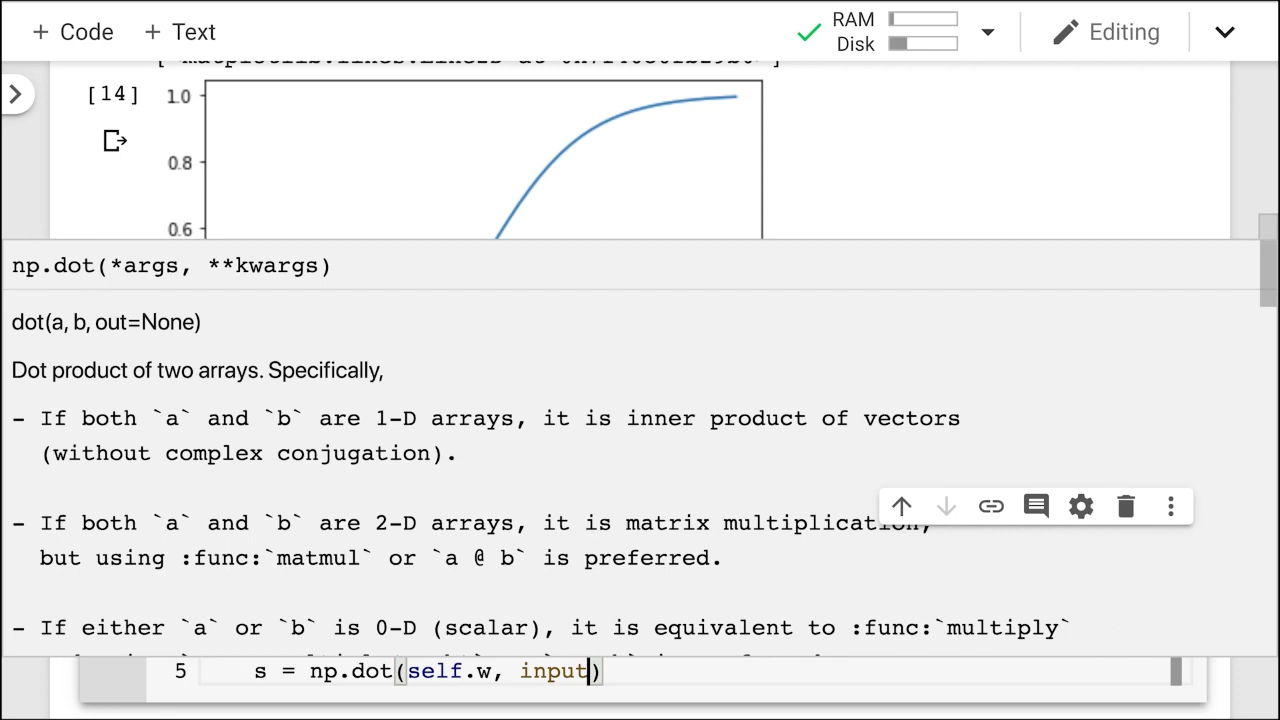 + Code + Text
RAM
Disk
Editing
[14]
1.0
0.8
0.6
np.dot(*args, **kwargs)
dot(a, b, out=None)
Dot product of two arrays. Specifically,
- If both `a` and `b` are 1-D arrays, it is inner product of vectors
(without complex conjugation).
- If both `a` and `b` are 2-D arrays, it is matrix multiplication,
but using :func:`matmul` or `a @ b` is preferred.
- If either `a` or `b` is 0-D (scalar), it is equivalent to :func:`multiply`
5 s = np.dot(self.w, input)